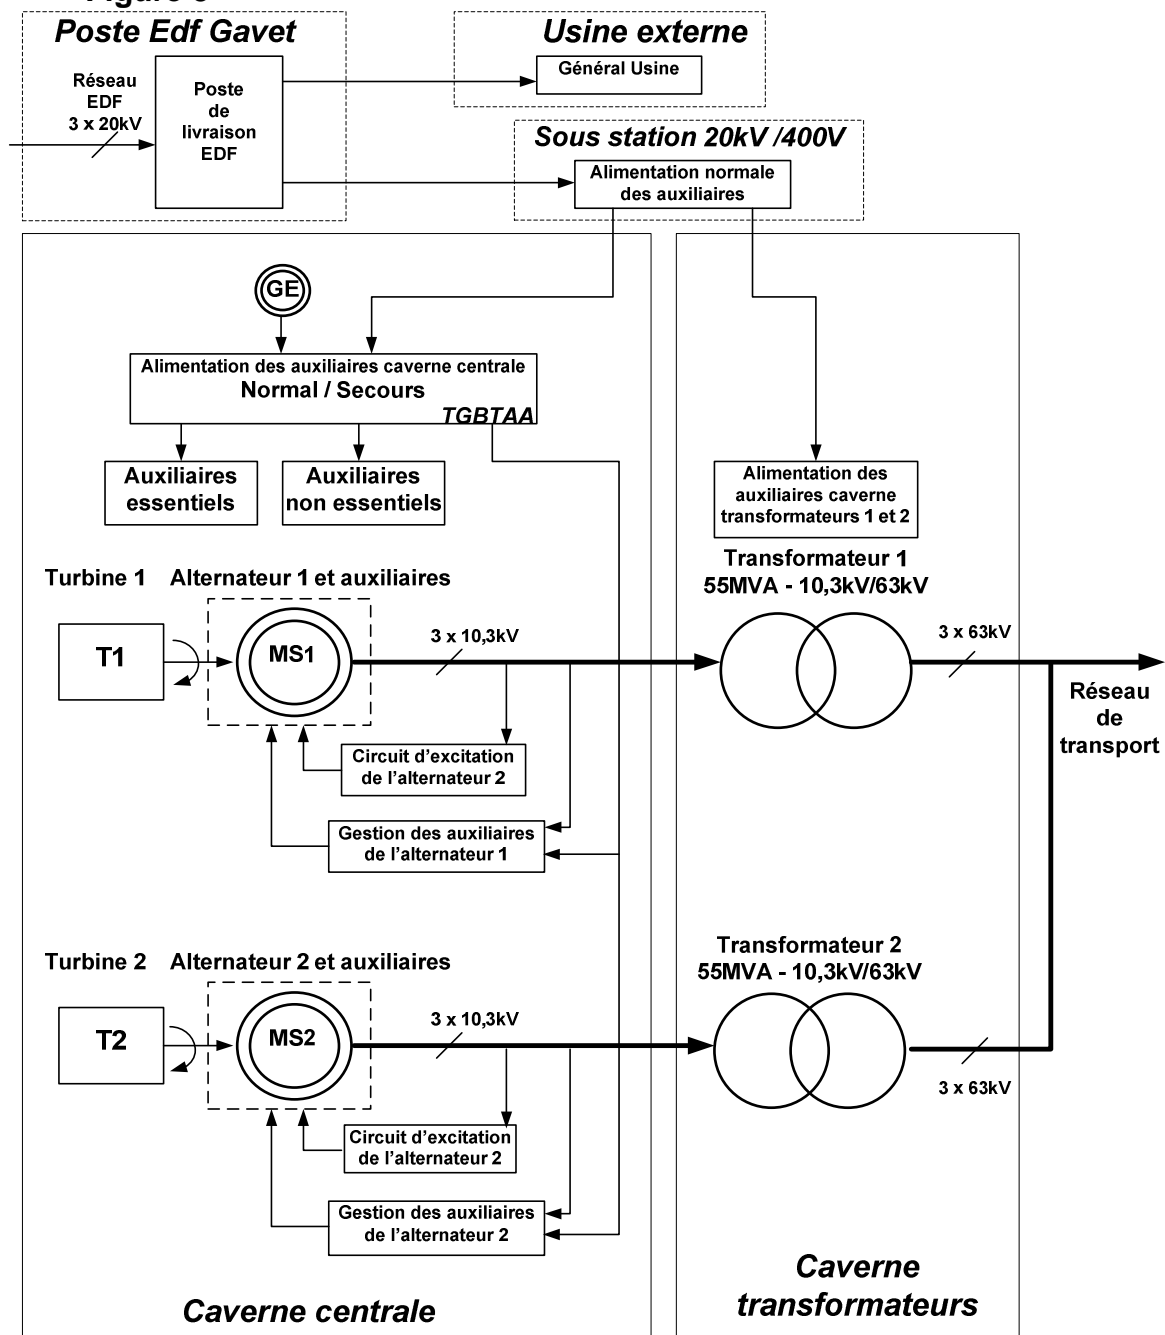 Poste Edf Gavet
Usine externe
Réseau
EDF
3 x 20kV
Poste
de
livraison
EDF
Général Usine
Sous station 20kV /400V
Alimentation normale
des auxiliaires
GE
Alimentation des auxiliaires caverne centrale
Normal / Secours
TGBTAA
Auxiliaires
essentiels
Auxiliaires
non essentiels
Alimentation des
auxiliaires caverne
transformateurs 1 et 2
Transformateur 1
55MVA - 10,3kV/63kV
Turbine 1
Alternateur 1 et auxiliaires
T1
MS1
3 x 10,3kV
3 x 63kV
Réseau
de
transport
Circuit d'excitation
de l'alternateur 2
Gestion des auxiliaires
de l'alternateur 1
Transformateur 2
55MVA - 10,3kV/63kV
Turbine 2
Alternateur 2 et auxiliaires
T2
MS2
3 x 10,3kV
3 x 63kV
Circuit d'excitation
de l'alternateur 2
Gestion des auxiliaires
de l'alternateur 2
Caverne centrale
Caverne
transformateurs